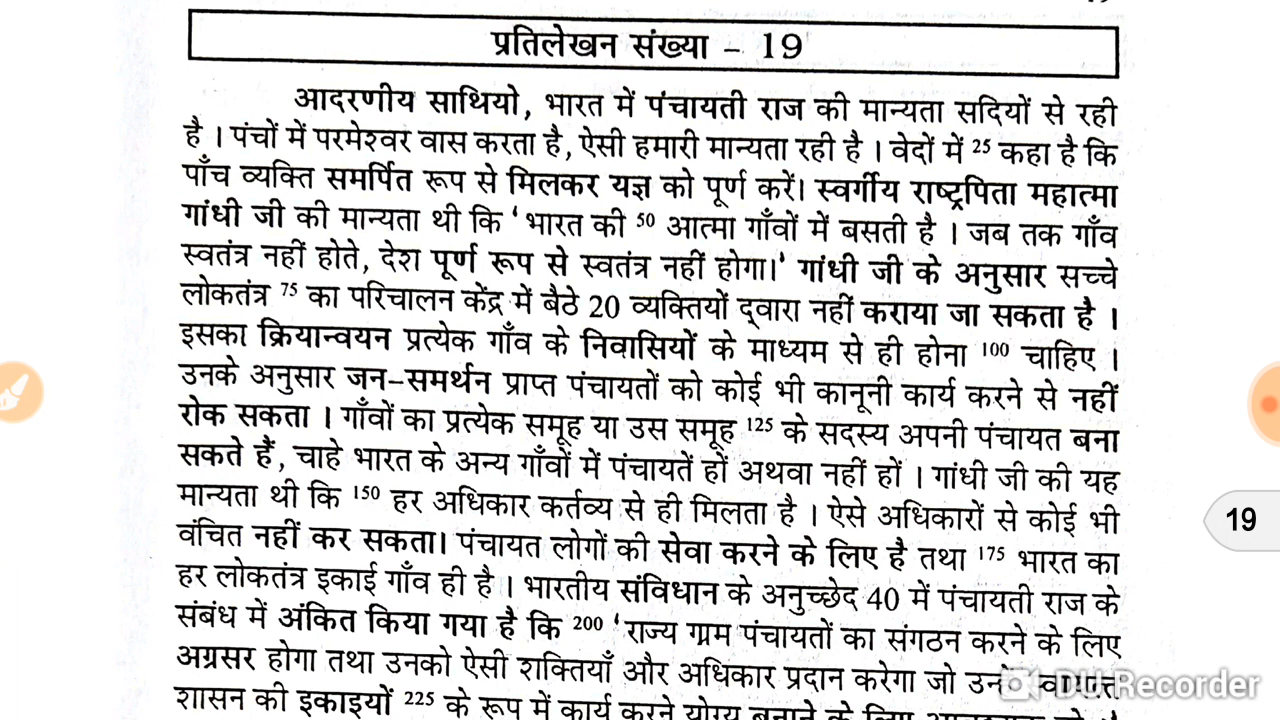 प्रतिलेखन संख्या - 19
आदरणीय साथियो, भारत में पंचायती राज की मान्यता सदियों से रही
है । पंचों में परमेश्वर वास करता है, ऐसी हमारी मान्यता रही है । वेदों में 25 कहा है कि
पाँच व्यक्ति समर्पित रूप से मिलकर यज्ञ को पूर्ण करें। स्वर्गीय राष्ट्रपिता महात्मा
गांधी जी की मान्यता थी कि ' भारत की 50 आत्मा गाँवों में बसती है । जब तक गाँव
स्वतंत्र नहीं होते, देश पूर्ण रूप से स्वतंत्र नहीं होगा।' गांधी जी के अनुसार सच्चे
लोकतंत्र 75 का परिचालन केंद्र में बैठे 20 व्यक्तियों द्वारा नहीं कराया जा सकता है ।
इसका क्रियान्वयन प्रत्येक गाँव के निवासियों के माध्यम से ही होना 100 चाहिए ।
उनके अनुसार जन-समर्थन प्राप्त पंचायतों को कोई भी कानूनी कार्य करने से नहीं
रोक सकता । गाँवों का प्रत्येक समूह या उस समूह 125 के सदस्य अपनी पंचायत बना
सकते हैं, चाहे भारत के अन्य गाँवों में पंचायतें हों अथवा नहीं हों । गांधी जी की यह
मान्यता थी कि 150 हर अधिकार कर्तव्य से ही मिलता है । ऐसे अधिकारों से कोई भी
वंचित नहीं कर सकता। पंचायत लोगों की सेवा करने के लिए है तथा 175 भारत का
हर लोकतंत्र इकाई गाँव ही है । भारतीय संविधान के अनुच्छेद 40 में पंचायती राज के
संबंध में अंकित किया गया है कि 200 ' राज्य ग्राम पंचायतों का संगठन करने के लिए
अग्रसर होगा तथा उनको ऐसी शक्तियाँ और अधिकार प्रदान करेगा जो
शासन की इकाइयों 225 के रूप में कार्य करने योग्य बनाने के लिए
19
DU Recorder